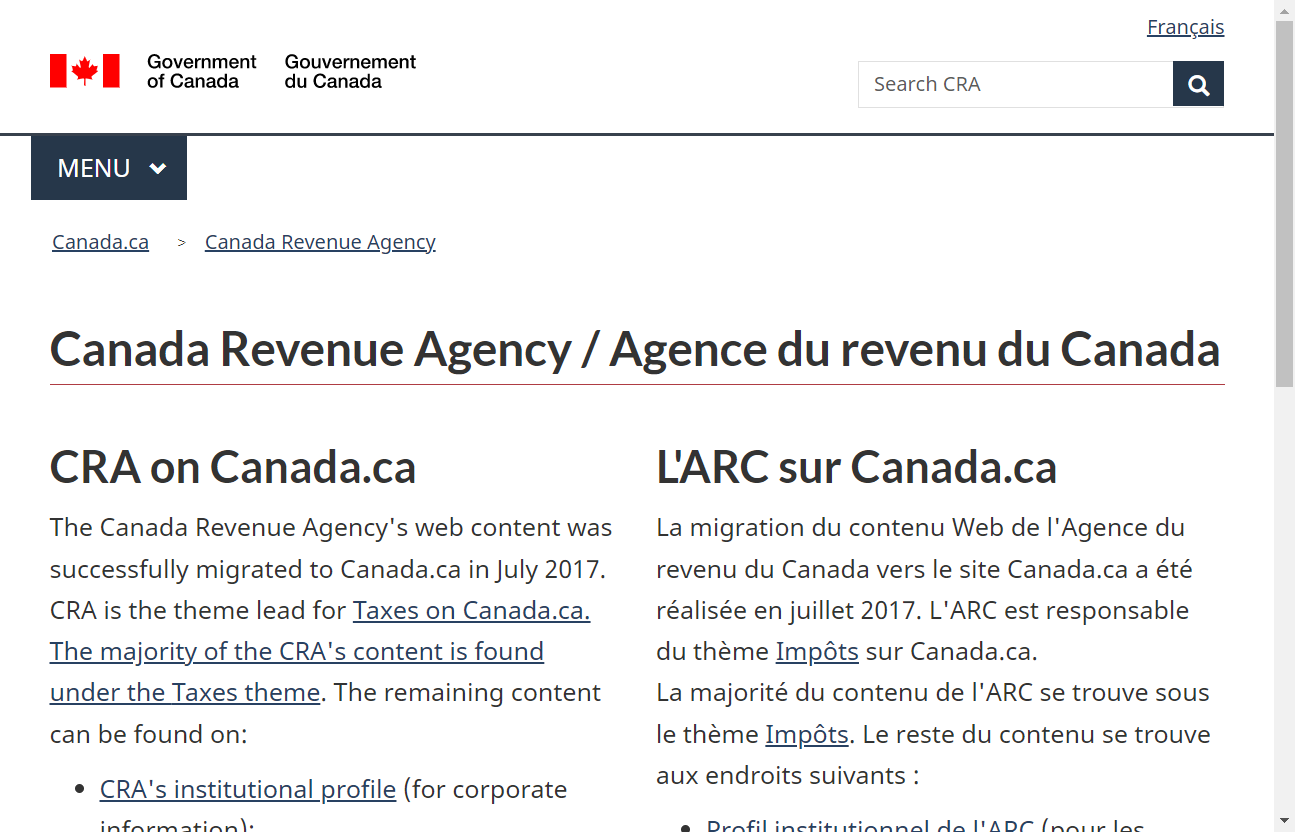 Français
Government of Canada
Gouvernement du Canada
Search CRA
MENU
Canada.ca > Canada Revenue Agency
Canada Revenue Agency / Agence du revenu du Canada
CRA on Canada.ca
The Canada Revenue Agency's web content was
successfully migrated to Canada.ca in July 2017.
CRA is the theme lead for Taxes on Canada.ca.
The majority of the CRA's content is found
under the Taxes theme. The remaining content
can be found on:
• CRA's institutional profile (for corporate
information);
L'ARC sur Canada.ca
La migration du contenu Web de l'Agence du
revenu du Canada vers le site Canada.ca a été
réalisée en juillet 2017. L'ARC est responsable
du thème Impôts sur Canada.ca.
La majorité du contenu de l'ARC se trouve sous
le thème Impôts. Le reste du contenu se trouve
aux endroits suivants :
• Profil institutionnel de l'ARC (pour les